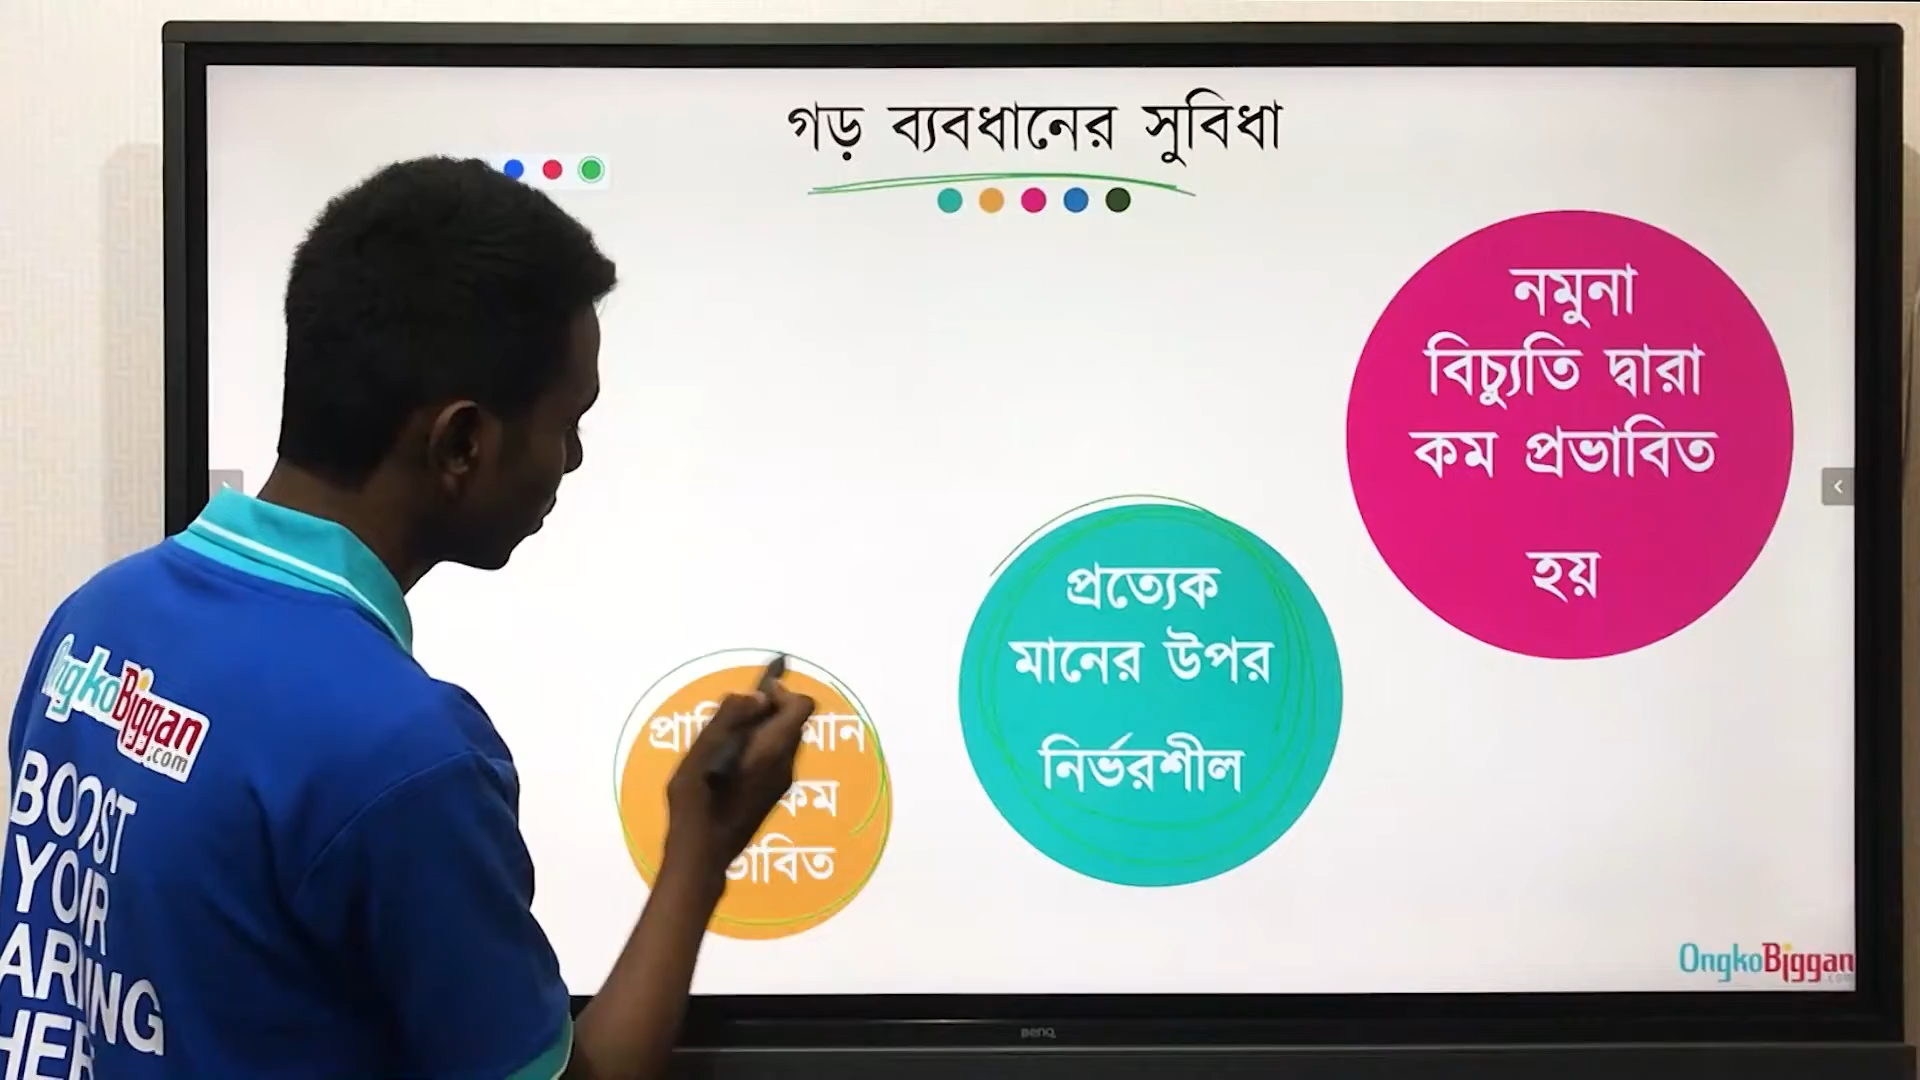 গড় ব্যবধানের সুবিধা
নমুনা
বিচ্যুতি দ্বারা
কম প্রভাবিত
হয়
প্রত্যেক
মানের উপর
নির্ভরশীল
মান
কম
OngkoBiggan
.com
BOOST
YOUR
OngkoBiggan
BenQ